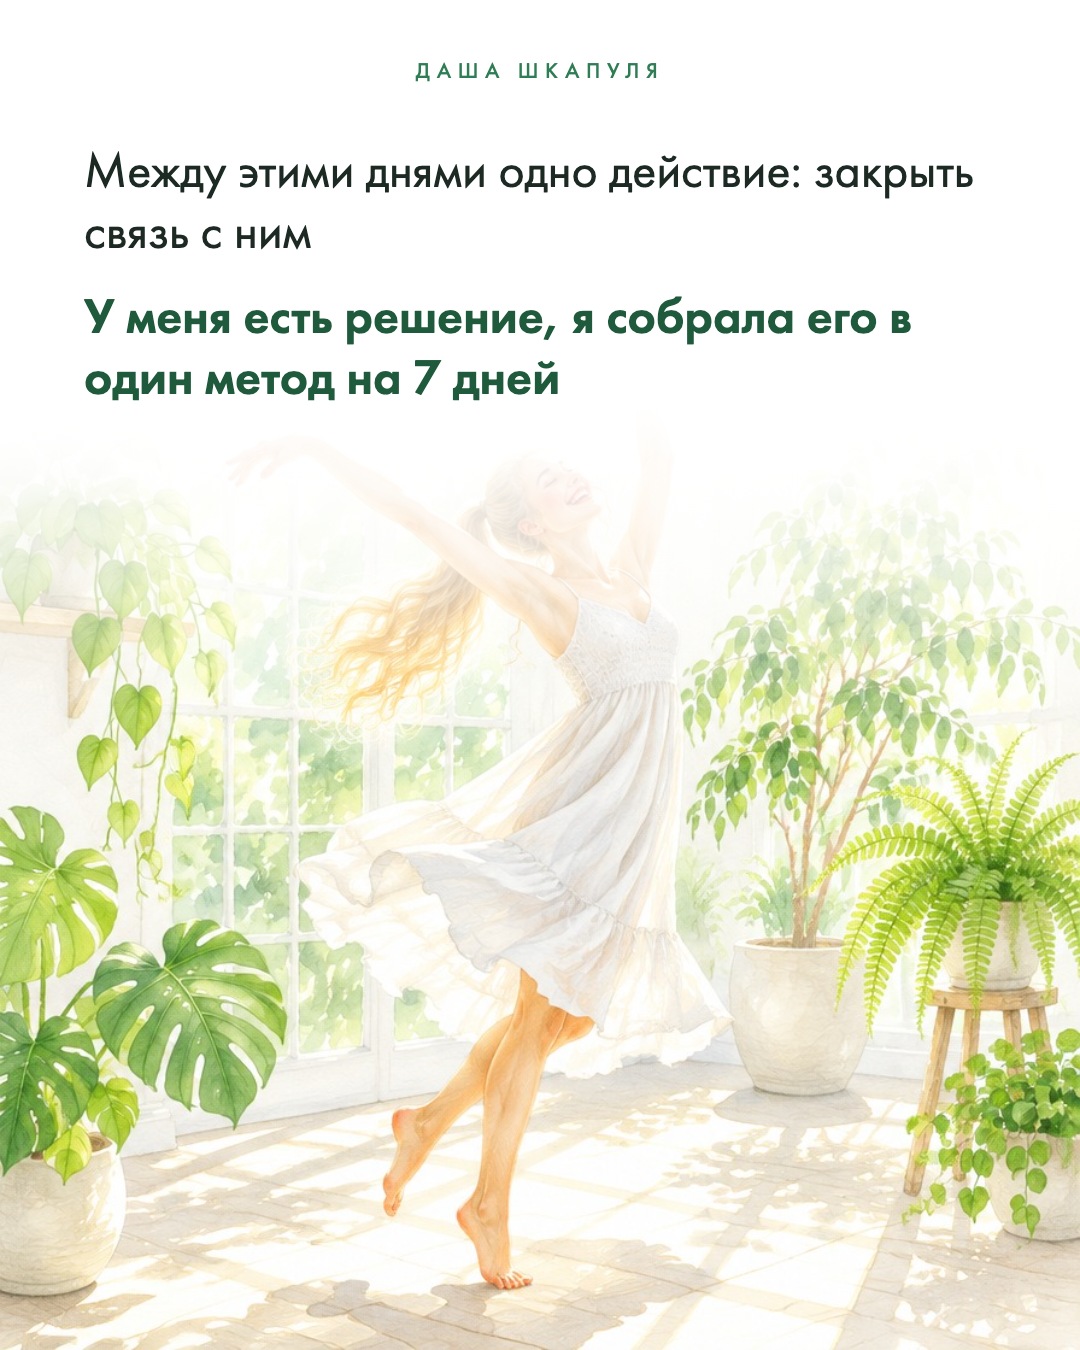 ДАША ШКАПУЛЯ
Между этими днями одно действие: закрыть
связь с ним
У меня есть решение, я собрала его в
один метод на 7 дней